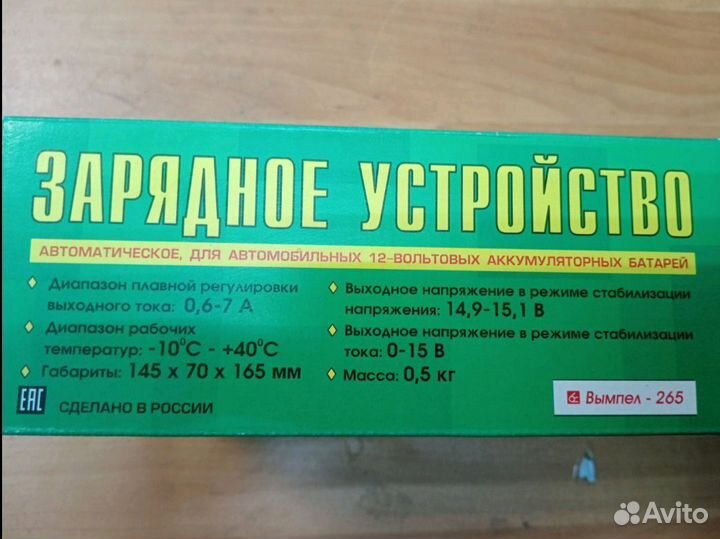 ЗАРЯДНОЕ УСТРОЙСТВО
АВТОМАТИЧЕСКОЕ, ДЛЯ АВТОМОБИЛЬНЫХ 12-ВОЛЬТОВЫХ АККУМУЛЯТОРНЫХ БАТАРЕЙ
Диапазон плавной регулировки
выходного тока: 0,6-7 А
Диапазон рабочих
температур: -10°С - +40°С
Габариты: 145 х 70 х 165 мм
Выходное напряжение в режиме стабилизации
напряжения: 14,9-15,1 В
Выходное напряжение в режиме стабилизации
тока: 0-15 В
Масса: 0,5 кг
EAC СДЕЛАНО В РОССИИ
Вымпел - 265
Avito